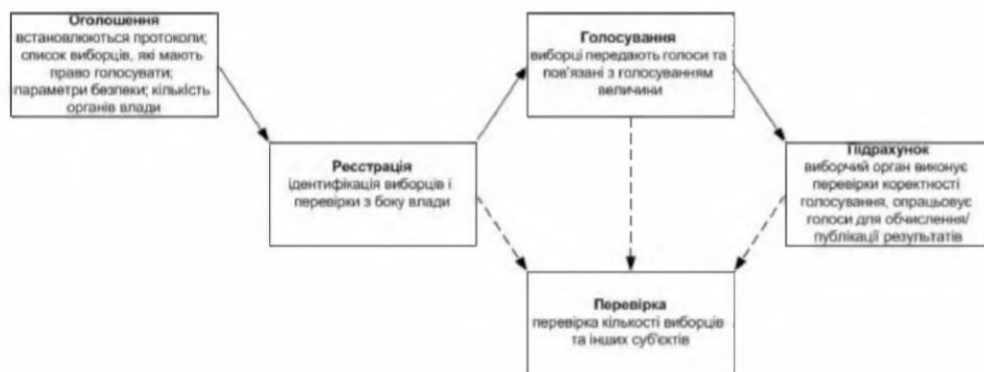 Оголошення
встановлюються протоколи;
список виборців, які мають
право голосувати;
параметри безпеки; кількість
органів влади
Реєстрація
ідентифікація виборців і
перевірки з боку влади
Голосування
виборці передають голоси та
пов'язані з голосуванням
величини
Підрахунок
виборчий орган виконує
перевірки коректності
голосування, опрацьовує
голоси для обчислення/
публікації результатів
Перевірка
перевірка кількості виборців
та інших суб'єктів